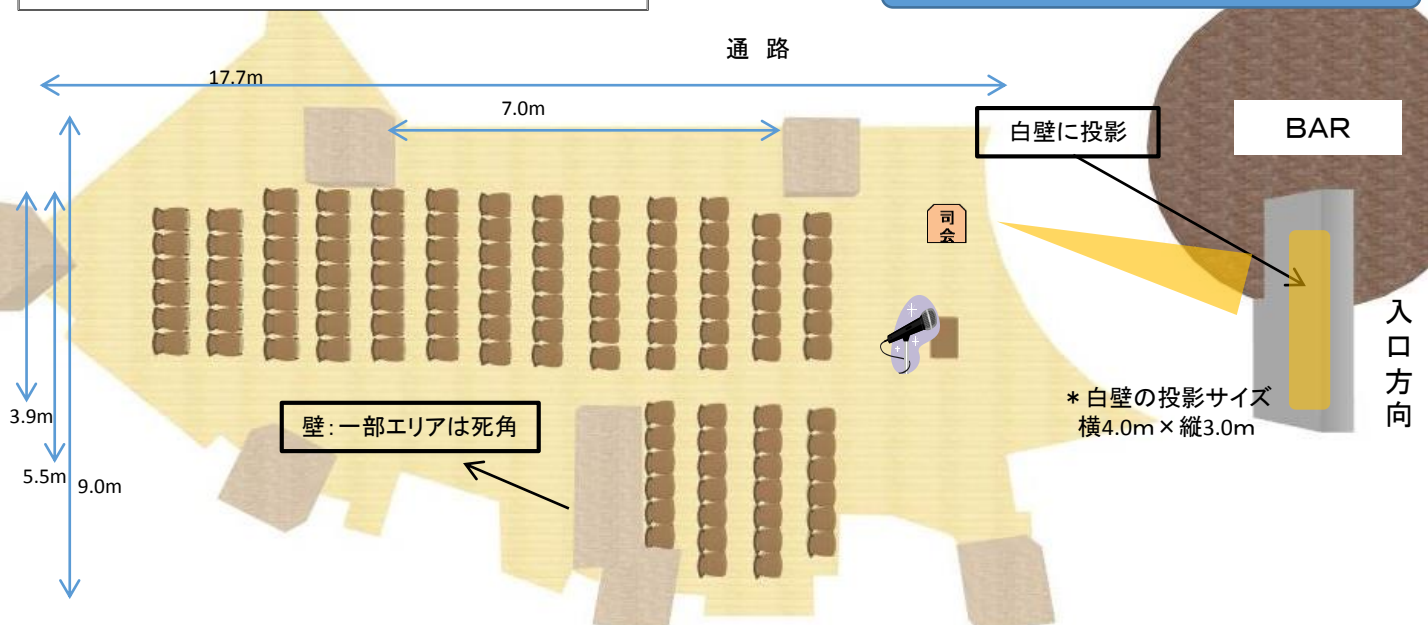 通 路
17.7m
7.0m
白壁に投影
BAR
司
会
入
口
方
向
3.9m
壁：一部エリアは死角
＊白壁の投影サイズ
横4.0m×縦3.0m
5.5m
9.0m